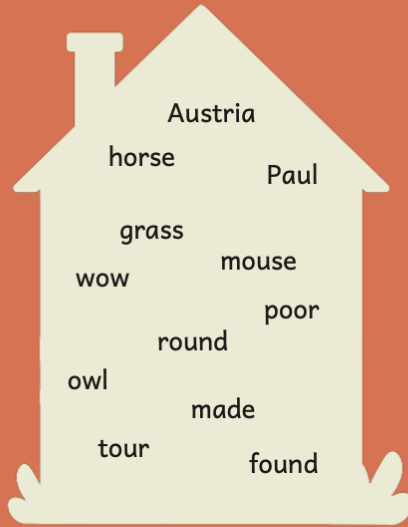 Austria
horse
Paul
grass
mouse
wow
poor
round
owl
made
tour
found